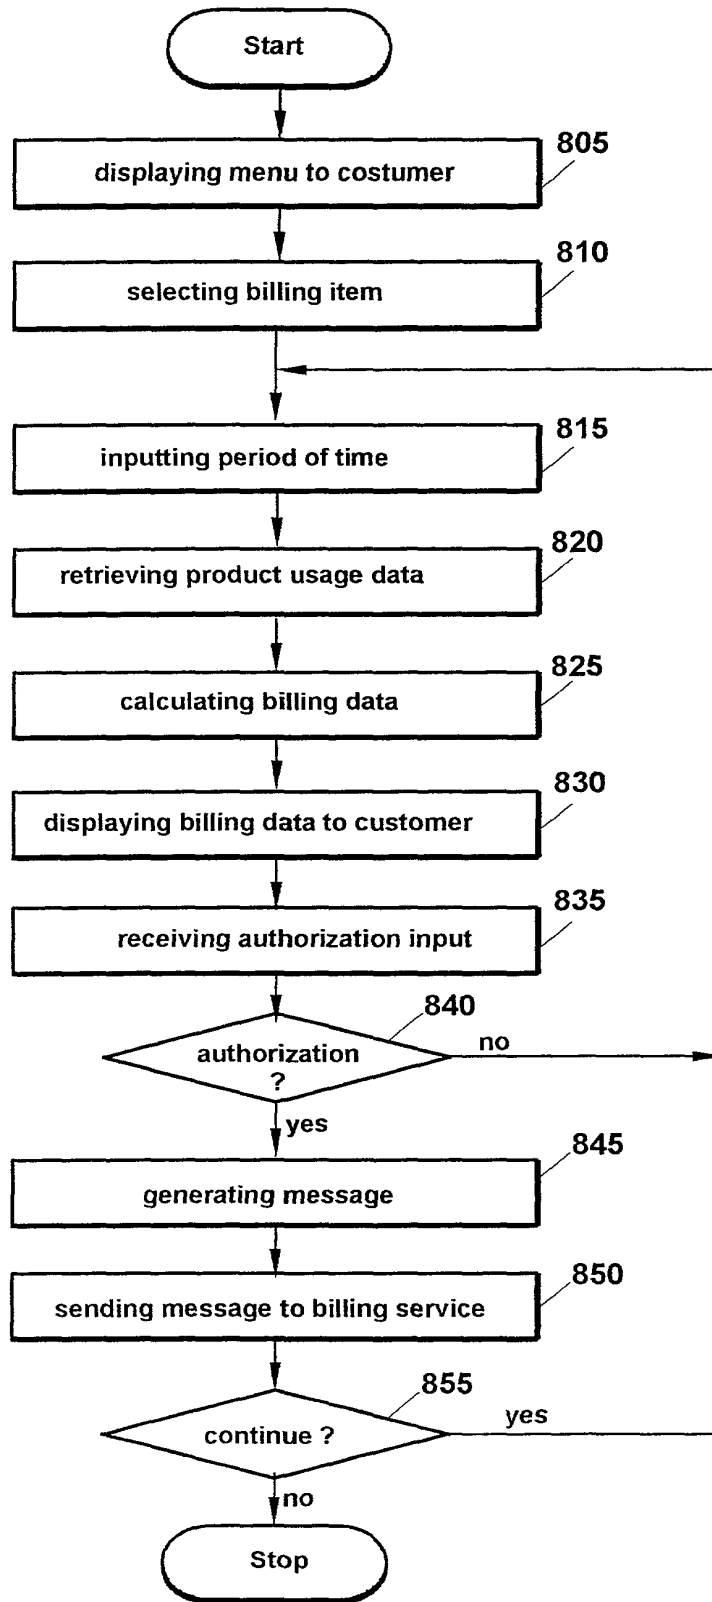 Start
805
displaying menu to costumer
810
selecting billing item
815
inputting period of time
820
retrieving product usage data
825
calculating billing data
830
displaying billing data to customer
835
receiving authorization input
840
authorization
?
no
yes
845
generating message
850
sending message to billing service
855
continue ?
yes
no
Stop